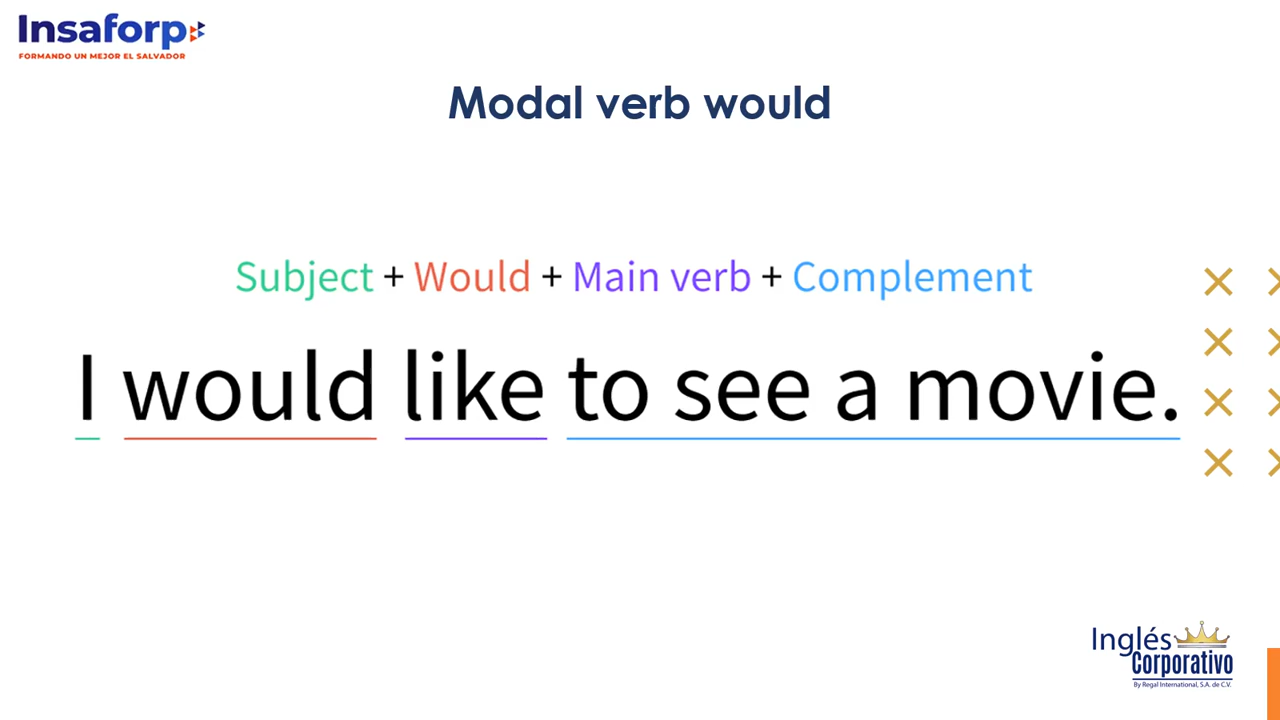 Insaforp
FORMANDO UN MEJOR EL SALVADOR
Modal verb would
Subject + Would + Main verb + Complement
I would like to see a movie.
Inglés
Corporativo
By Regal International, S.A. de C.V.